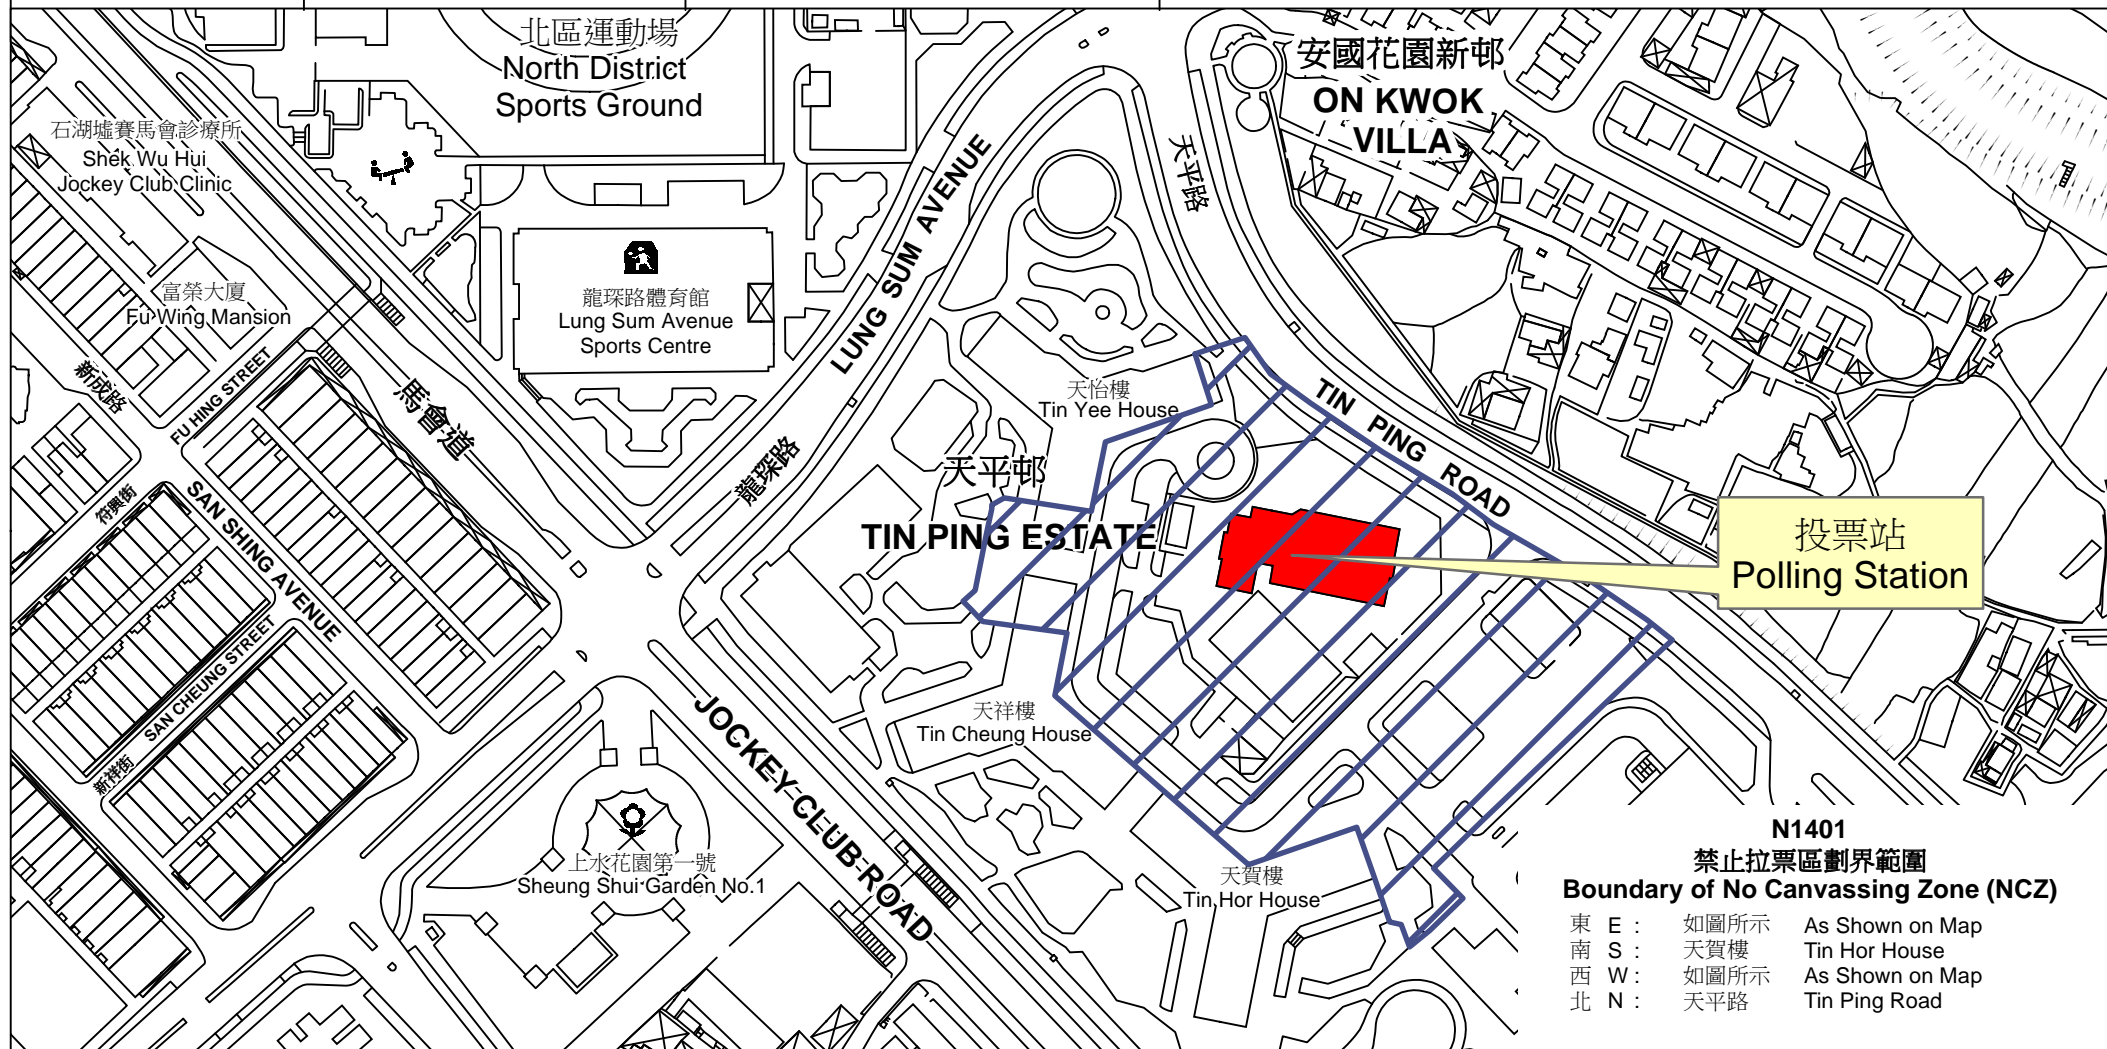 北區運動場
North District
Sports Ground
安國花園新邨
ON KWOK
VILLA
石湖墟賽馬會診療所
Shek Wu Hui
Jockey Club Clinic
天平路
LUNG SUM AVENUE
富榮大廈
Fu Wing Mansion
龍琛路體育館
Lung Sum Avenue
Sports Centre
新成路
FU HING STREET
馬會道
天怡樓
Tin Yee House
TIN PING ROAD
龍琛路
天平邨
TIN PING ESTATE
符興街
SAN SHING AVENUE
投票站
Polling Station
SAN CHEUNG STREET
新祥街
天祥樓
Tin Cheung House
JOCKEY CLUB ROAD
上水花園第一號
Sheung Shui Garden No.1
天賀樓
Tin Hor House
N1401
禁止拉票區劃界範圍
Boundary of No Canvassing Zone (NCZ)
東 E : 如圖所示 As Shown on Map
南 S : 天賀樓 Tin Hor House
西 W : 如圖所示 As Shown on Map
北 N : 天平路 Tin Ping Road